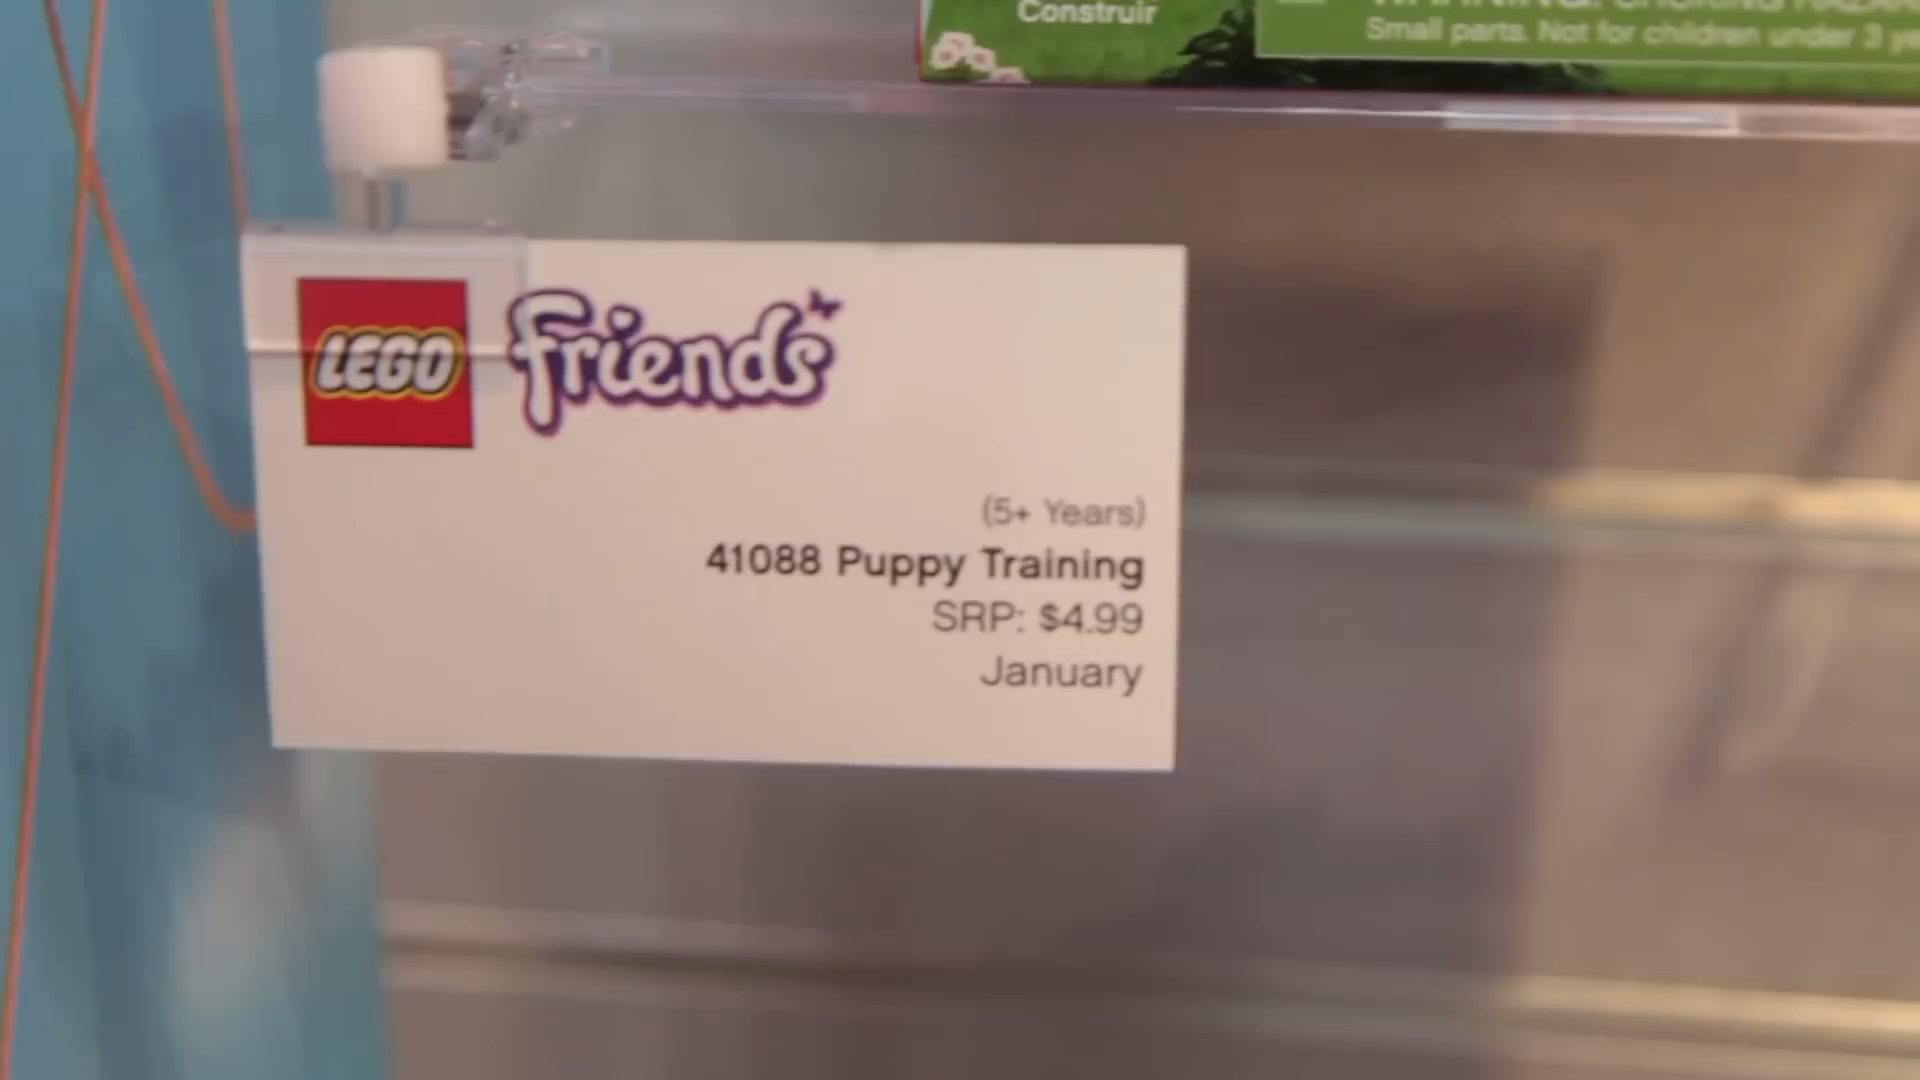 Construir
Small parts. Not for children under 3
LEGO friends
(5+ Years)
41088 Puppy Training
SRP: $4.99
January